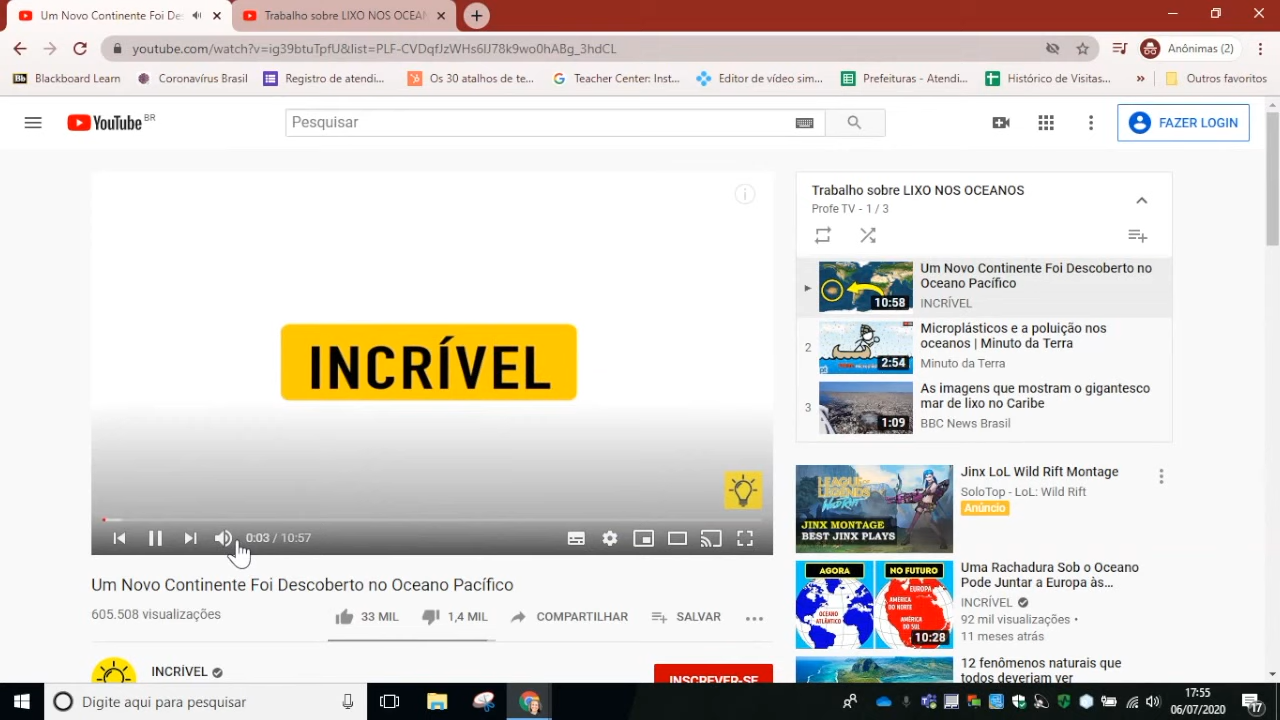 Um Novo Continente Foi Des
Trabalho sobre LIXO NOS OCEAN
youtube.com/watch?v=ig39btuTpfU&list=PLF-CVDqfJzWHs6IJ78k9wo0hABg_3hdCL
Anônimas (2)
Blackboard Learn
Coronavírus Brasil
Registro de atendi...
Os 30 atalhos de te...
Teacher Center: Inst...
Editor de vídeo sim...
Prefeituras - Atendi...
Histórico de Visitas...
»
Outros favoritos
YouTube BR
Pesquisar
FAZER LOGIN
INCRÍVEL
0:03 / 10:57
Um Novo Continente Foi Descoberto no Oceano Pacífico
605.508 visualizações
33 MIL
1,4 MIL
COMPARTILHAR
SALVAR
INCRÍVEL
INSCREVER-SE
Trabalho sobre LIXO NOS OCEANOS
Profe TV - 1 / 3
10:58
Um Novo Continente Foi Descoberto no
Oceano Pacífico
INCRÍVEL
2
2:54
Microplásticos e a poluição nos
oceanos | Minuto da Terra
Minuto da Terra
3
1:09
As imagens que mostram o gigantesco
mar de lixo no Caribe
BBC News Brasil
LEAGUE OF
LEGENDS
WILD RIFT
JINX MONTAGE
BEST JINX PLAYS
Jinx LoL Wild Rift Montage
SoloTop - LoL: Wild Rift
Anúncio
AGORA
NO FUTURO
OCEANO
ATLÂNTICO
EUROPA
AMÉRICA
DO NORTE
AMÉRICA
DO SUL
10:28
Uma Rachadura Sob o Oceano
Pode Juntar a Europa às...
INCRÍVEL
92 mil visualizações •
11 meses atrás
12 fenômenos naturais que
todos deveriam ver
Digite aqui para pesquisar
17:55
06/07/2020
17